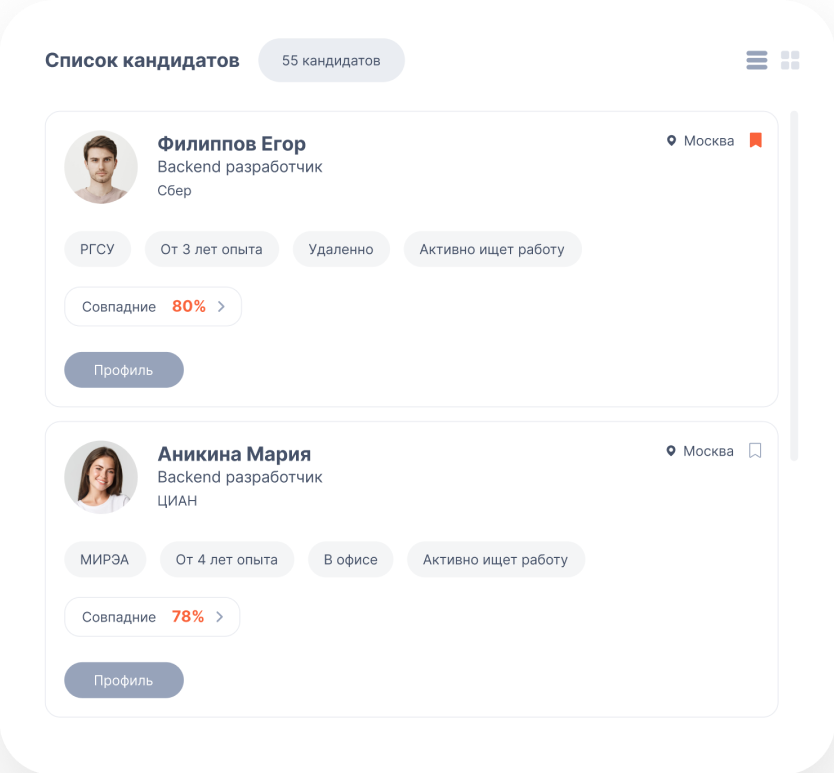 Список кандидатов
55 кандидатов
Филиппов Егор
Москва
Backend разработчик
Сбер
РГСУ
От 3 лет опыта
Удаленно
Активно ищет работу
Совпадние 80%
Профиль
Аникина Мария
Москва
Backend разработчик
ЦИАН
МИРЭА
От 4 лет опыта
В офисе
Активно ищет работу
Совпадние 78%
Профиль